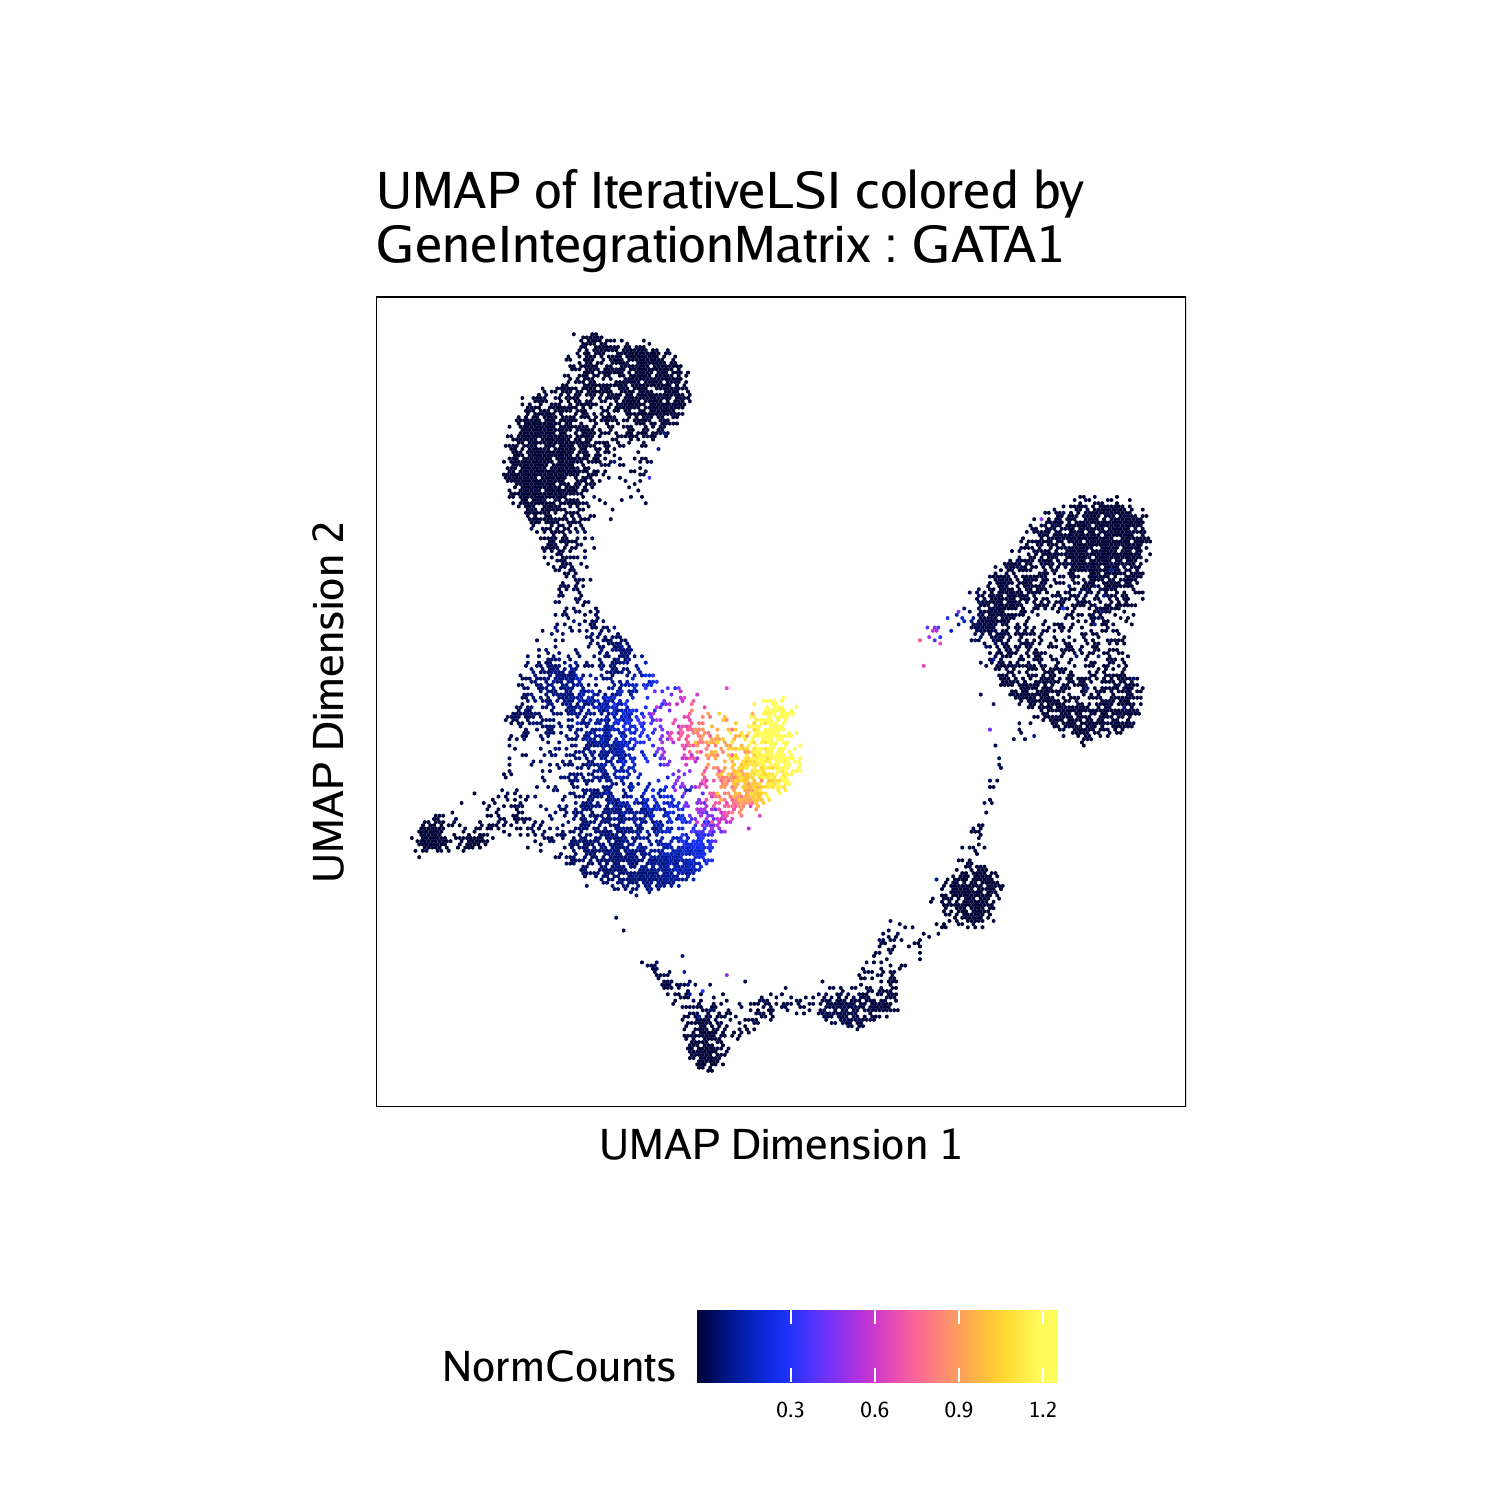 UMAP of IterativeLSI colored by
GeneIntegrationMatrix : GATA1
UMAP Dimension 2
UMAP Dimension 1
NormCounts
0.3 0.6 0.9 1.2